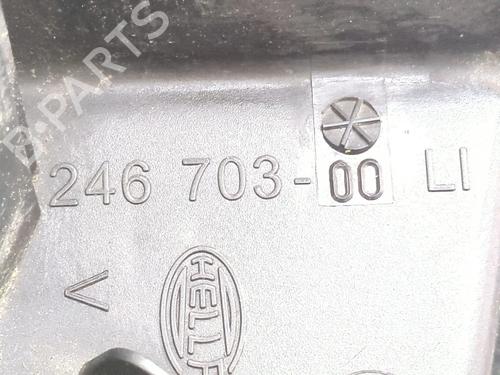 B-PARTS
246 703-00 LI
<
HELLA